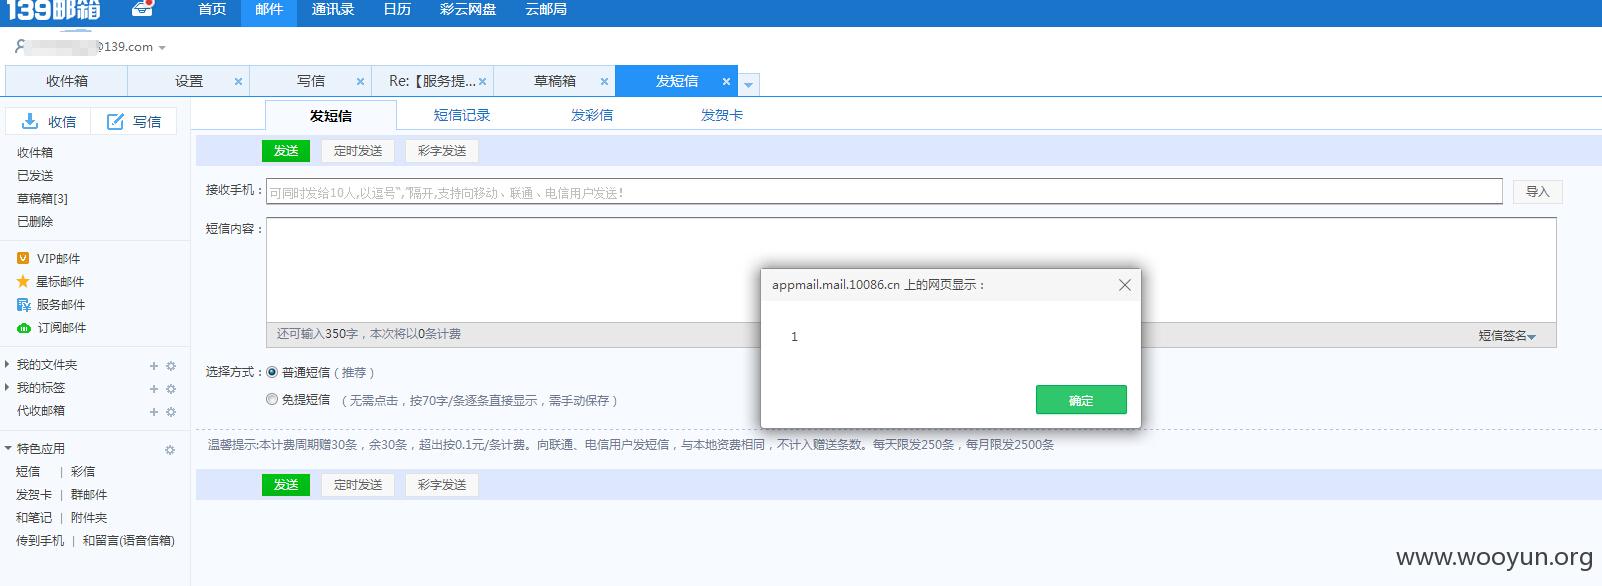 139邮箱 首页 邮件 通讯录 日历 彩云网盘 云邮局
@139.com
收件箱 设置 × 写信 × Re:【服务提...× 草稿箱 × 发短信 ×
收信 写信
发短信 短信记录 发彩信 发贺卡
收件箱
已发送
草稿箱[3]
已删除
VIP邮件
星标邮件
服务邮件
订阅邮件
我的文件夹 +
我的标签 +
代收邮箱 +
特色应用
短信 | 彩信
发贺卡 | 群邮件
和笔记 | 附件夹
传到手机 | 和留言(语音信箱)
发送 定时发送 彩字发送
接收手机： 可同时发给10人,以逗号“,”隔开,支持向移动、联通、电信用户发送! 导入
短信内容：
还可输入350字，本次将以0条计费 短信签名
选择方式： 普通短信（推荐）
免提短信 （无需点击，按70字/条逐条直接显示，需手动保存）
温馨提示:本计费周期赠30条，余30条，超出按0.1元/条计费。向联通、电信用户发短信，与本地资费相同，不计入赠送条数。每天限发250条，每月限发2500条
发送 定时发送 彩字发送
appmail.mail.10086.cn 上的网页显示：
1
确定
www.wooyun.org